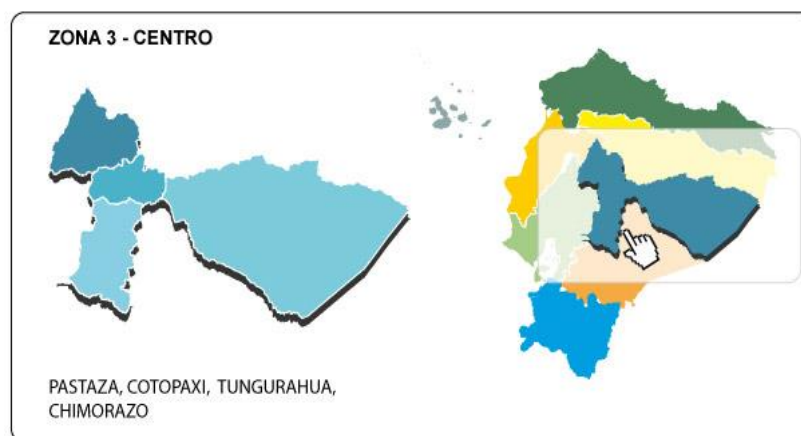 ZONA 3 - CENTRO
PASTAZA, COTOPAXI, TUNGURAHUA,
CHIMORAZO